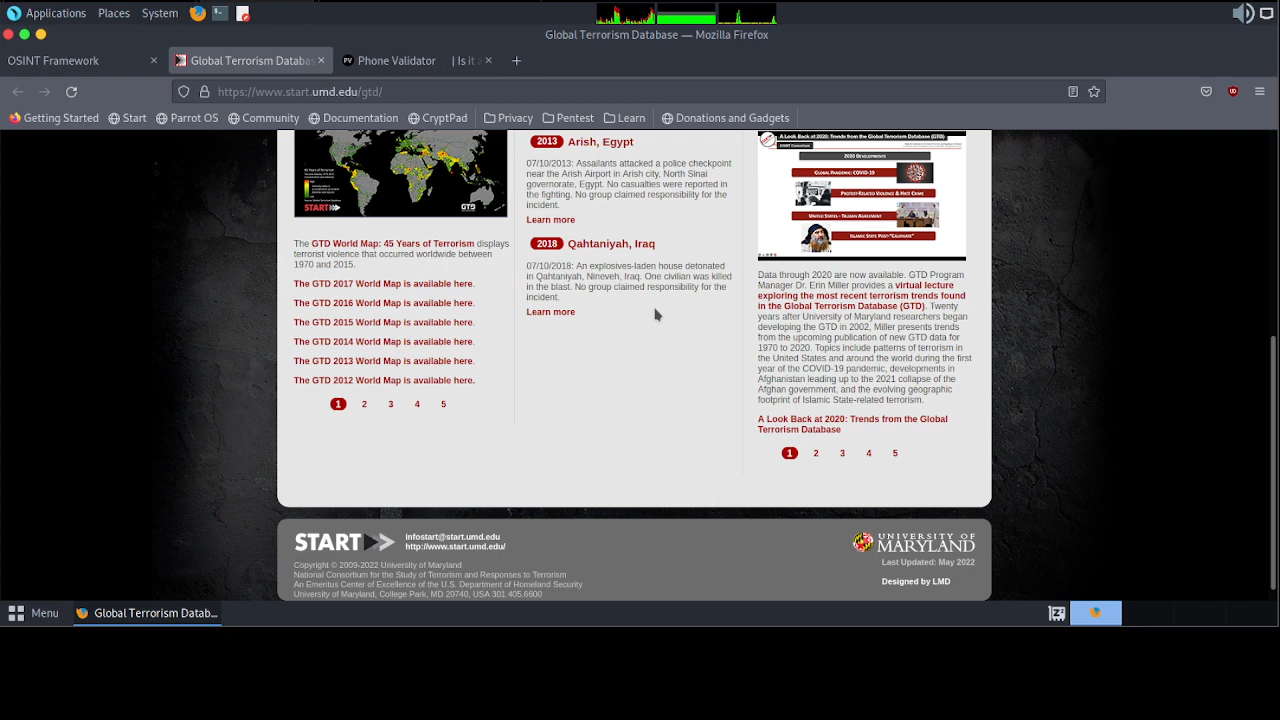 Applications Places System
Global Terrorism Database — Mozilla Firefox
OSINT Framework
Global Terrorism Databa
PV Phone Validator | Is it a
https://www.start.umd.edu/gtd/
Getting Started Start Parrot OS Community Documentation CryptPad Privacy Pentest Learn Donations and Gadgets
START
GTD
The GTD World Map: 45 Years of Terrorism displays
terrorist violence that occurred worldwide between
1970 and 2015.
The GTD 2017 World Map is available here.
The GTD 2016 World Map is available here.
The GTD 2015 World Map is available here.
The GTD 2014 World Map is available here.
The GTD 2013 World Map is available here.
The GTD 2012 World Map is available here.
1 2 3 4 5
2013 Arish, Egypt
07/10/2013: Assailants attacked a police checkpoint
near the Arish Airport in Arish city, North Sinai
governorate, Egypt. No casualties were reported in
the fighting. No group claimed responsibility for the
incident.
Learn more
2018 Qahtaniyah, Iraq
07/10/2018: An explosives-laden house detonated
in Qahtaniyah, Nineveh, Iraq. One civilian was killed
in the blast. No group claimed responsibility for the
incident.
Learn more
A Look Back at 2020: Trends from the Global Terrorism Database (GTD)
START Consortium
2020 Developments
Global Pandemic: COVID-19
Protest-Related Violence & Hate Crime
United States - Taliban Agreement
Islamic State Post-"Caliphate"
Data through 2020 are now available. GTD Program
Manager Dr. Erin Miller provides a virtual lecture
exploring the most recent terrorism trends found
in the Global Terrorism Database (GTD). Twenty
years after University of Maryland researchers began
developing the GTD in 2002, Miller presents trends
from the upcoming publication of new GTD data for
1970 to 2020. Topics include patterns of terrorism in
the United States and around the world during the first
year of the COVID-19 pandemic, developments in
Afghanistan leading up to the 2021 collapse of the
Afghan government, and the evolving geographic
footprint of Islamic State-related terrorism.
A Look Back at 2020: Trends from the Global
Terrorism Database
1 2 3 4 5
START
infostart@start.umd.edu
http://www.start.umd.edu/
Copyright © 2009-2022 University of Maryland
National Consortium for the Study of Terrorism and Responses to Terrorism
An Emeritus Center of Excellence of the U.S. Department of Homeland Security
University of Maryland, College Park, MD 20740, USA 301.405.6600
UNIVERSITY OF
MARYLAND
Last Updated: May 2022
Designed by LMD
Menu Global Terrorism Datab...